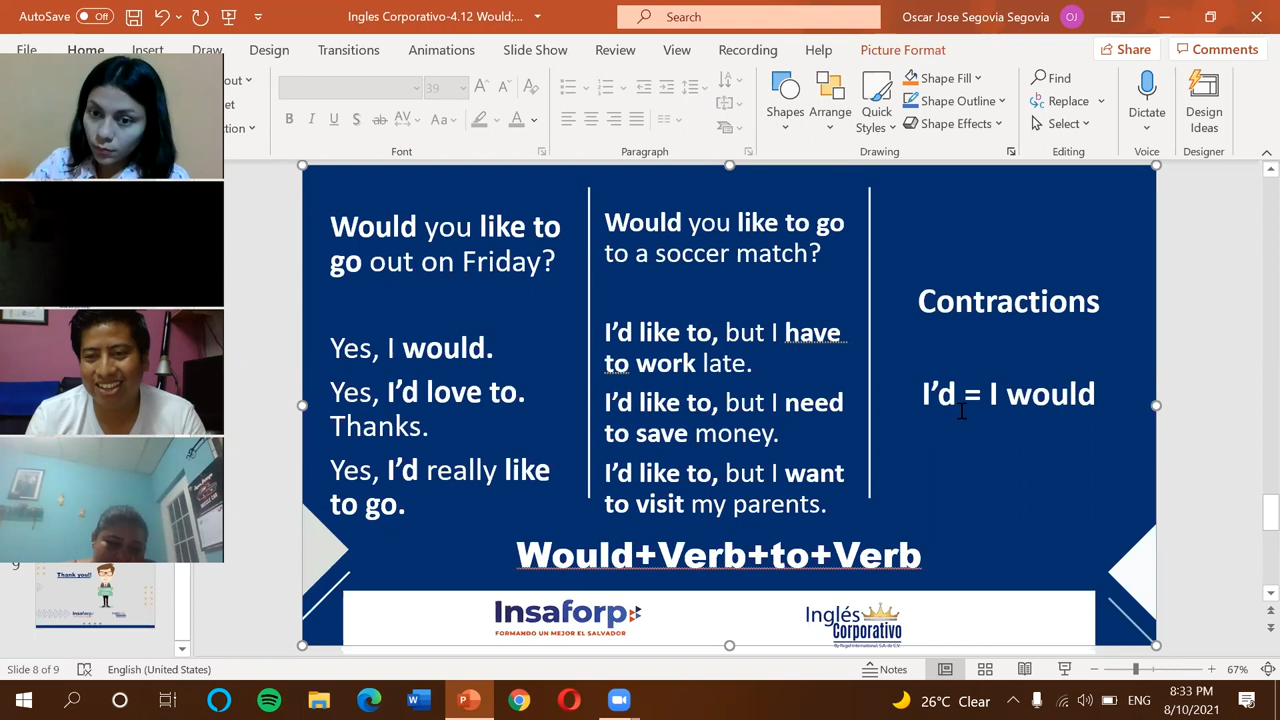 AutoSave Off
Ingles Corporativo-4.12 Would;...
Search
Oscar Jose Segovia Segovia
OJ
File Home Insert Draw Design Transitions Animations Slide Show Review View Recording Help Picture Format
Share
Comments
Shapes
Arrange
Quick Styles
Shape Fill
Shape Outline
Shape Effects
Find
Replace
Select
Dictate
Design Ideas
Font
Paragraph
Drawing
Editing
Voice
Designer
Would you like to
go out on Friday?
Yes, I would.
Yes, I'd love to.
Thanks.
Yes, I'd really like
to go.
Would you like to go
to a soccer match?
I'd like to, but I have
to work late.
I'd like to, but I need
to save money.
I'd like to, but I want
to visit my parents.
Contractions
I'd = I would
Would+Verb+to+Verb
Insaforp
FORMANDO UN MEJOR EL SALVADOR
Inglés
Corporativo
Thank you!!
Insaforp
Slide 8 of 9
English (United States)
Notes
67%
26°C Clear
ENG
8:33 PM
8/10/2021